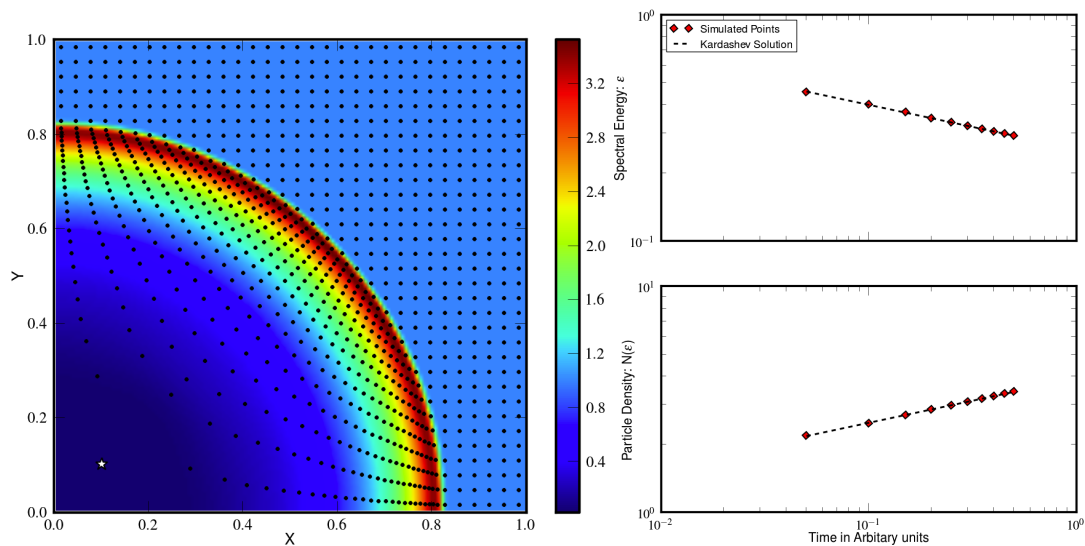 1.0
0.8
0.6
0.4
0.2
0.0
Y
0.0 0.2 0.4 0.6 0.8 1.0
X
3.2
2.8
2.4
2.0
1.6
1.2
0.8
0.4
Spectral Energy: ε
10^0
10^-1
Simulated Points
Kardashev Solution
Particle Density: N(ε)
10^1
10^0
10^-2 10^-1 10^0
Time in Arbitary units